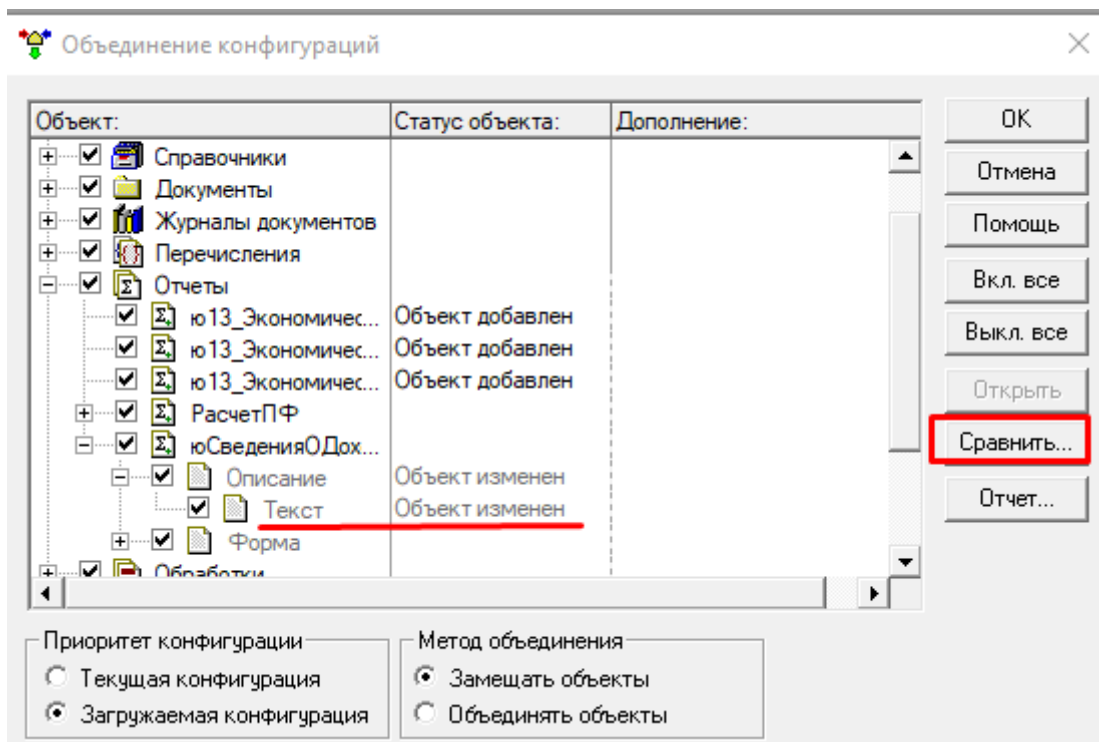 Объединение конфигураций
Объект: Статус объекта: Дополнение:
Справочники
Документы
Журналы документов
Перечисления
Отчеты
ю13_Экономичес... Объект добавлен
ю13_Экономичес... Объект добавлен
ю13_Экономичес... Объект добавлен
РасчетПФ
юСведенияОДох...
Описание Объект изменен
Текст Объект изменен
Форма
Обработки
OK
Отмена
Помощь
Вкл. все
Выкл. все
Открыть
Сравнить...
Отчет...
Приоритет конфигурации
Текущая конфигурация
Загружаемая конфигурация
Метод объединения
Замещать объекты
Объединять объекты